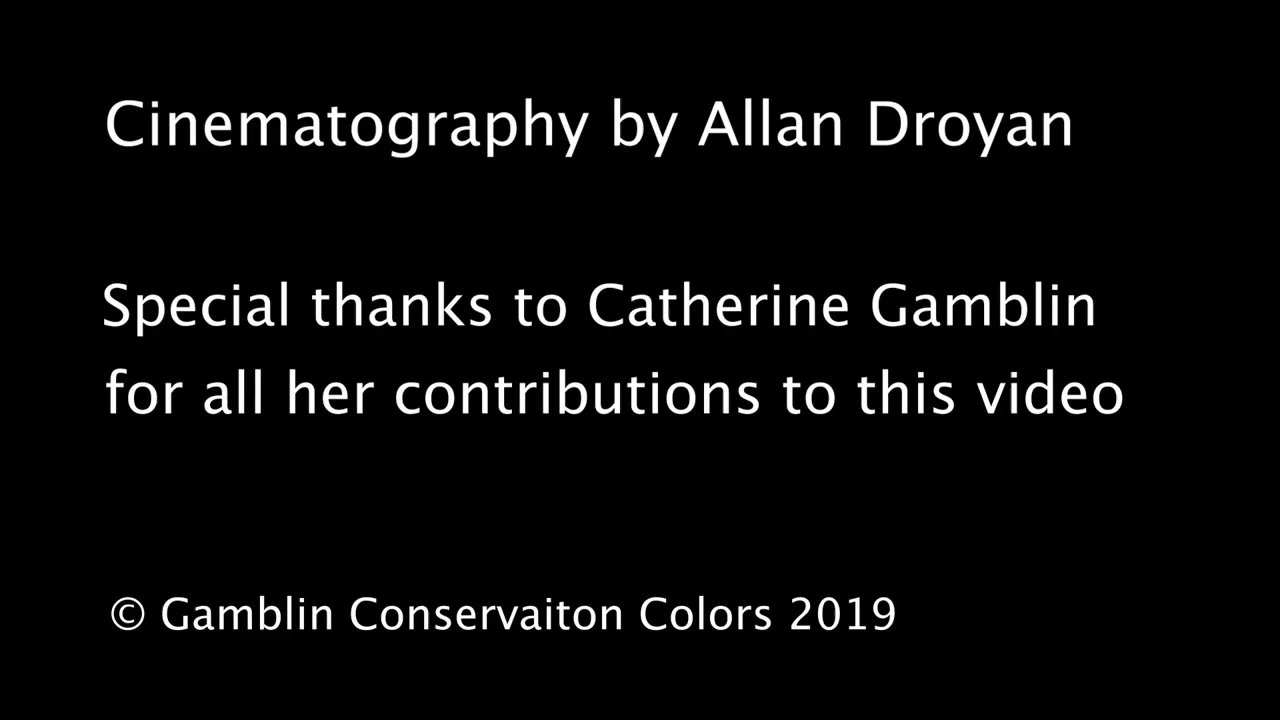 Cinematography by Allan Droyan
Special thanks to Catherine Gamblin
for all her contributions to this video
© Gamblin Conservaiton Colors 2019